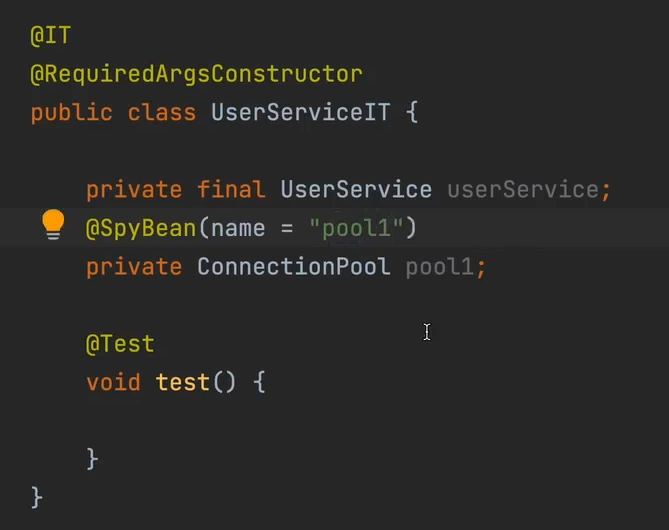 @IT
@RequiredArgsConstructor
public class UserServiceIT {
private final UserService userService;
@SpyBean(name = "pool1")
private ConnectionPool pool1;
@Test
void test() {
}
}